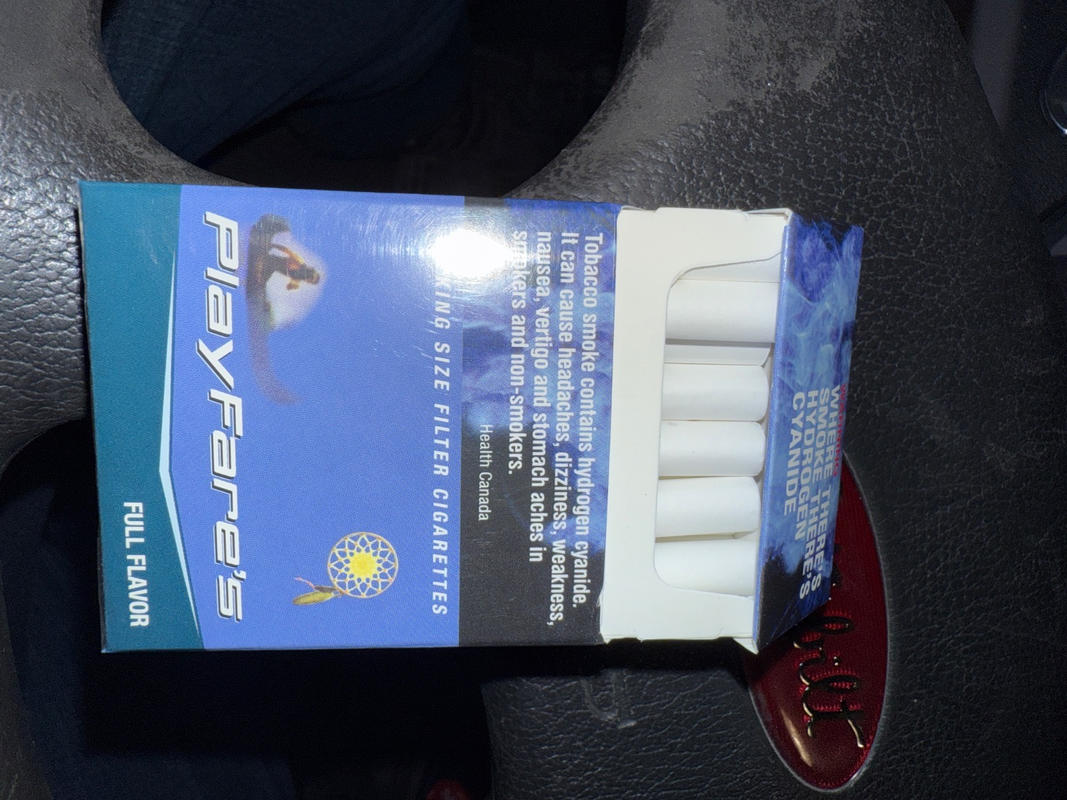 WHERE THERE'S
SMOKE THERE'S
HYDROGEN
CYANIDE
Tobacco smoke contains hydrogen cyanide.
It can cause headaches, dizziness, weakness,
nausea, vertigo and stomach aches in
smokers and non-smokers.
Health Canada
KING SIZE FILTER CIGARETTES
PlayFare's
FULL FLAVOR